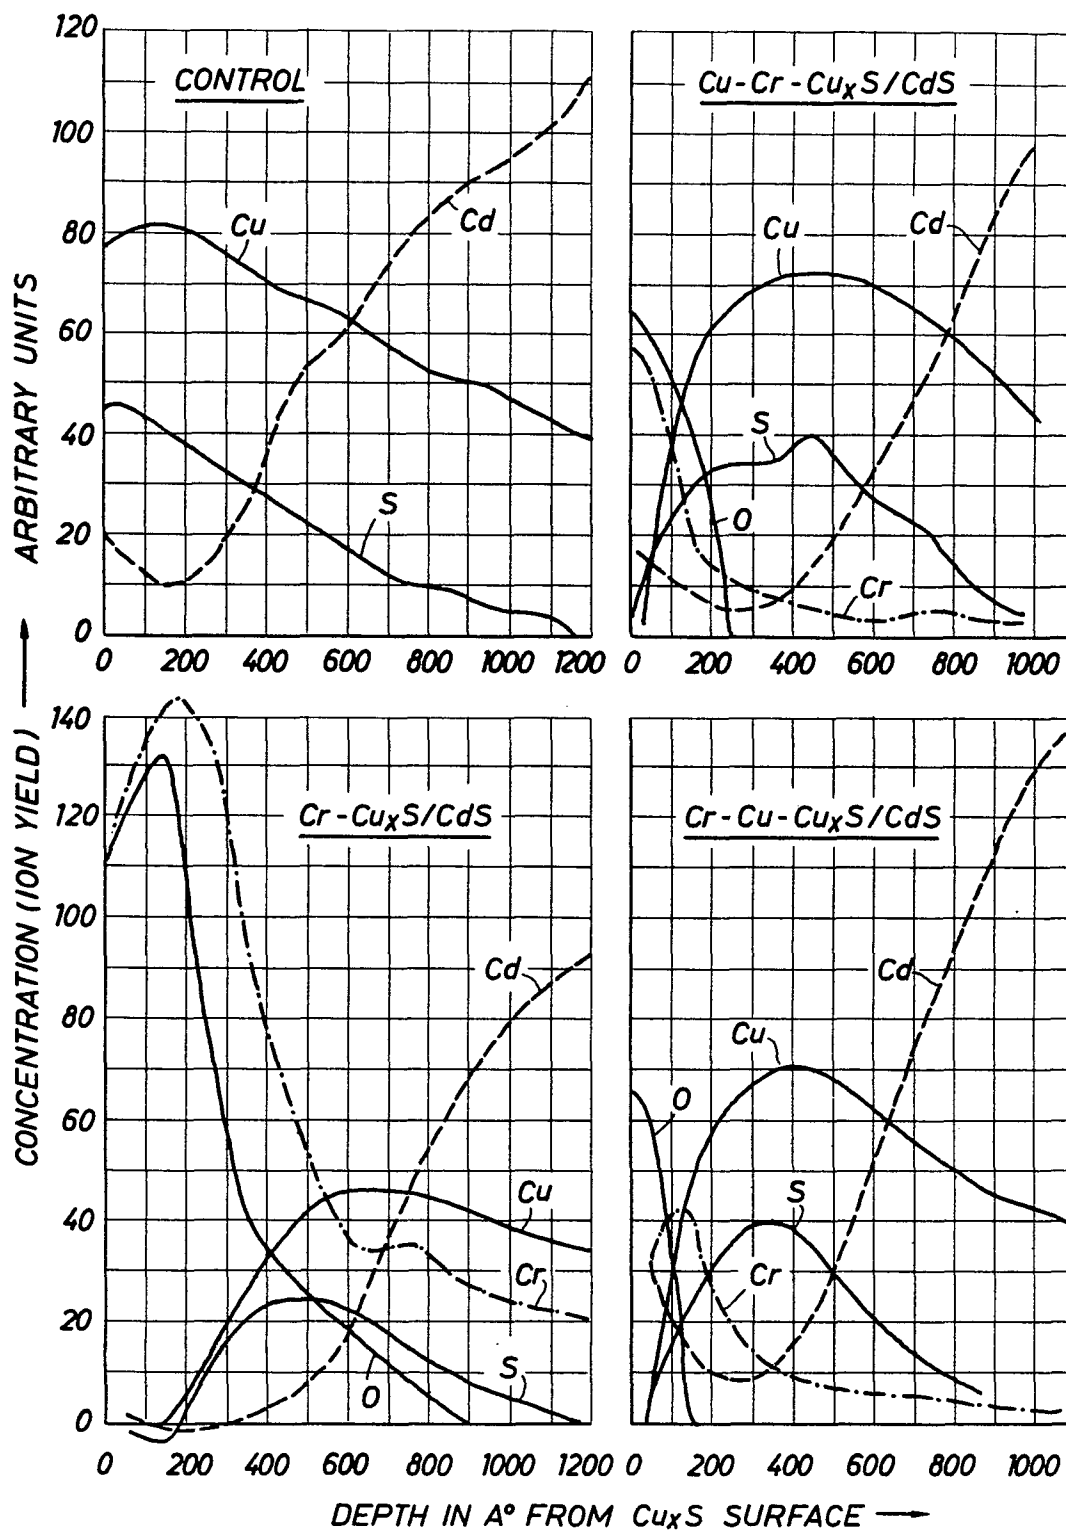 120
100
80
60
40
20
0
CONTROL
Cu
Cd
S
0 200 400 600 800 1000 1200
Cu-Cr-CuxS/CdS
Cu
Cd
S
O
Cr
0 200 400 600 800 1000
140
120
100
80
60
40
20
0
Cr-CuxS/CdS
Cd
Cu
Cr
S
O
0 200 400 600 800 1000 1200
Cr-Cu-CuxS/CdS
Cd
Cu
O
S
Cr
0 200 400 600 800 1000
CONCENTRATION (ION YIELD) → ARBITRARY UNITS
DEPTH IN A° FROM CuxS SURFACE →